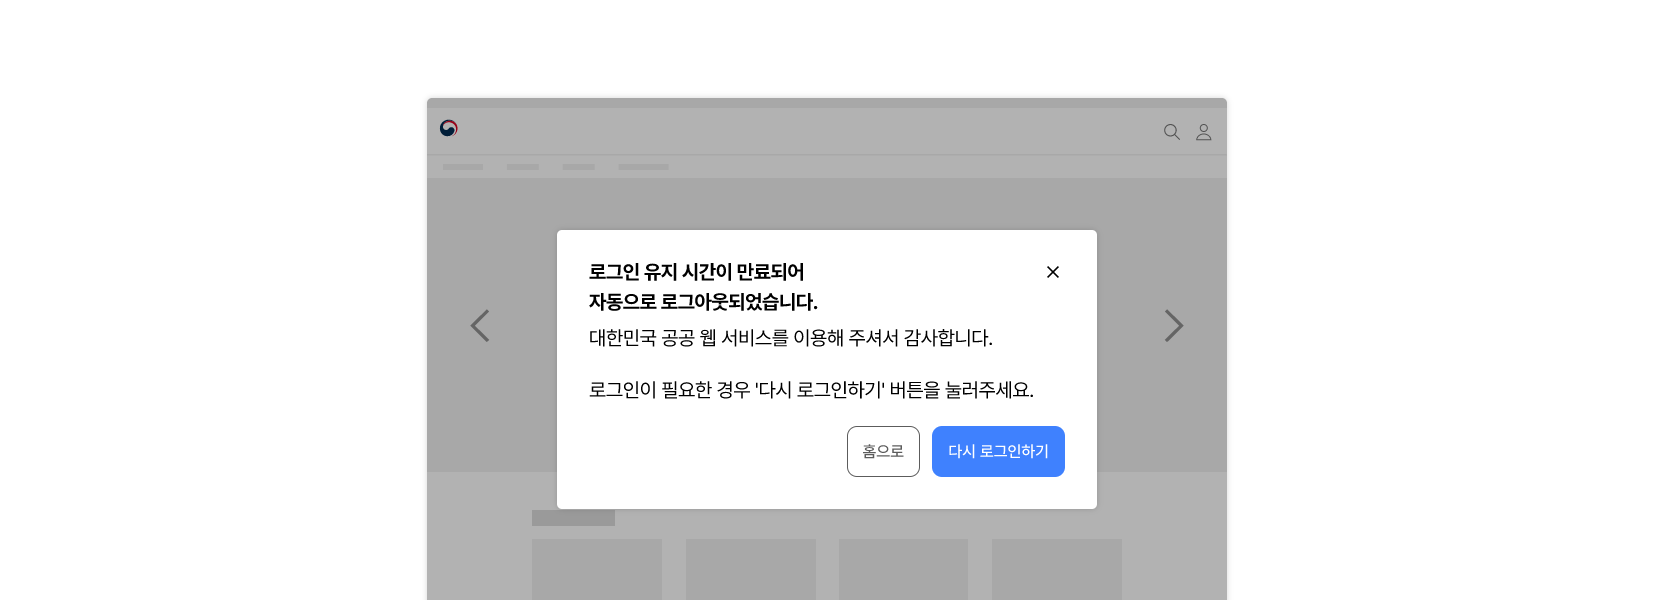 로그인 유지 시간이 만료되어
자동으로 로그아웃되었습니다.
대한민국 공공 웹 서비스를 이용해 주셔서 감사합니다.
로그인이 필요한 경우 '다시 로그인하기' 버튼을 눌러주세요.
홈으로
다시 로그인하기